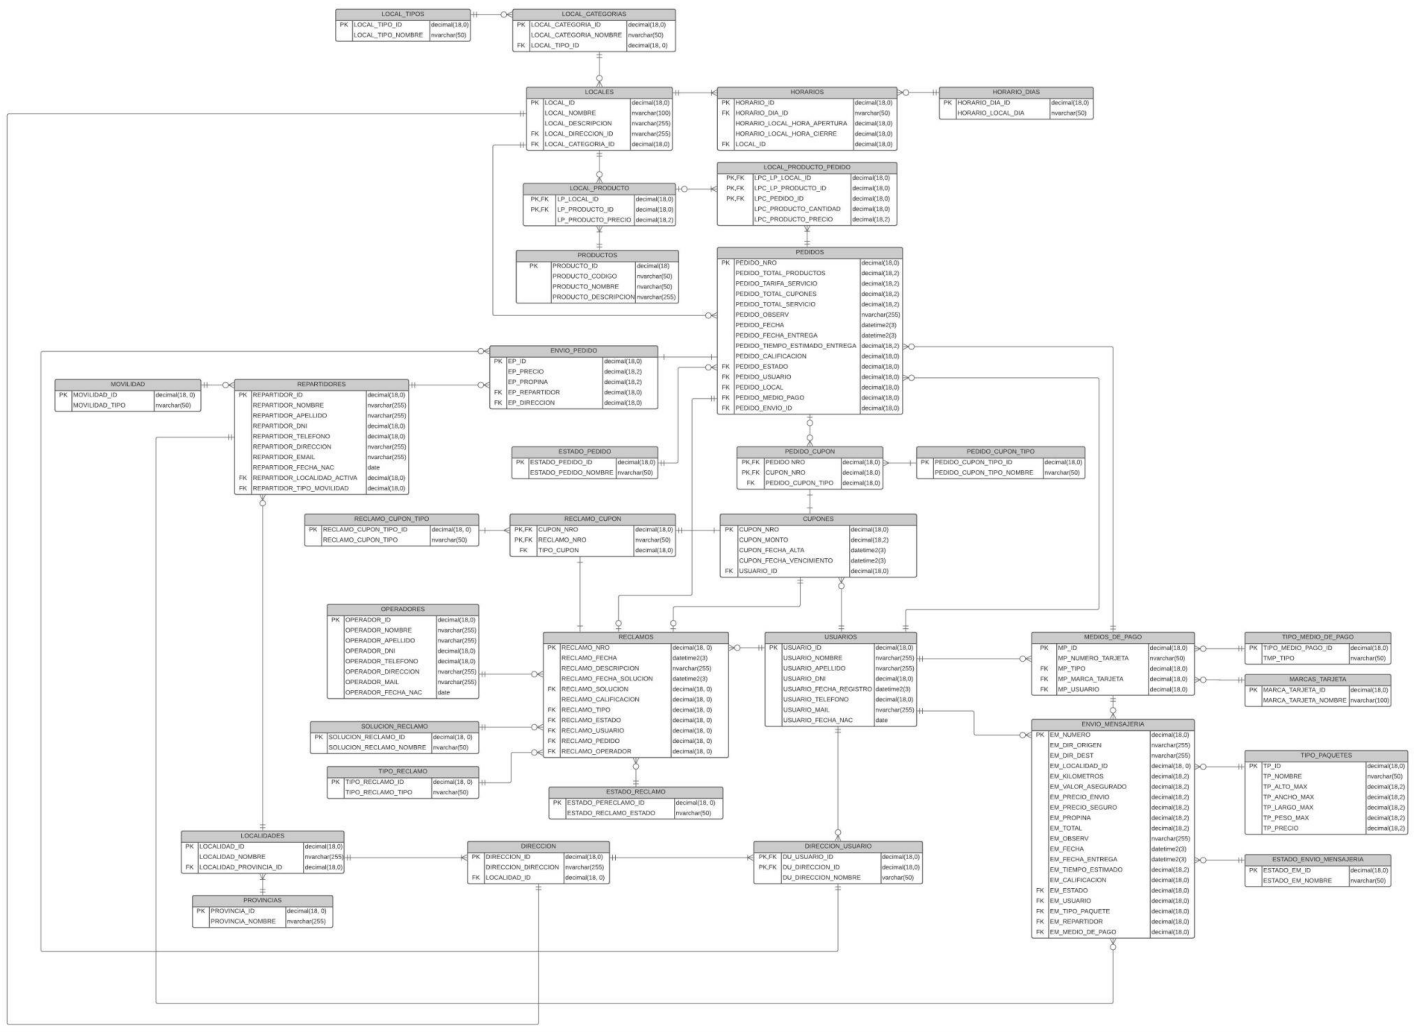 LOCAL_TIPOS
PK LOCAL_TIPO_ID decimal(18,0)
LOCAL_TIPO_NOMBRE nvarchar(50)
LOCAL_CATEGORIAS
PK LOCAL_CATEGORIA_ID decimal(18,0)
LOCAL_CATEGORIA_NOMBRE nvarchar(50)
FK LOCAL_TIPO_ID decimal(18, 0)
LOCALES
PK LOCAL_ID decimal(18,0)
LOCAL_NOMBRE nvarchar(100)
LOCAL_DESCRIPCION nvarchar(255)
FK LOCAL_DIRECCION_ID nvarchar(255)
FK LOCAL_CATEGORIA_ID decimal(18,0)
HORARIOS
PK HORARIO_ID decimal(18,0)
FK HORARIO_DIA_ID nvarchar(50)
HORARIO_LOCAL_HORA_APERTURA decimal(18,0)
HORARIO_LOCAL_HORA_CIERRE decimal(18,0)
FK LOCAL_ID decimal(18,0)
HORARIO_DIAS
PK HORARIO_DIA_ID decimal(18,0)
HORARIO_LOCAL_DIA nvarchar(50)
LOCAL_PRODUCTO
PK,FK LP_LOCAL_ID decimal(18,0)
PK,FK LP_PRODUCTO_ID decimal(18,0)
LP_PRODUCTO_PRECIO decimal(18,2)
LOCAL_PRODUCTO_PEDIDO
PK,FK LPC_LP_LOCAL_ID decimal(18,0)
PK,FK LPC_LP_PRODUCTO_ID decimal(18,0)
PK,FK LPC_PEDIDO_ID decimal(18,0)
LPC_PRODUCTO_CANTIDAD decimal(18,0)
LPC_PRODUCTO_PRECIO decimal(18,2)
PRODUCTOS
PK PRODUCTO_ID decimal(18)
PRODUCTO_CODIGO nvarchar(50)
PRODUCTO_NOMBRE nvarchar(50)
PRODUCTO_DESCRIPCION nvarchar(255)
PEDIDOS
PK PEDIDO_NRO decimal(18,0)
PEDIDO_TOTAL_PRODUCTOS decimal(18,2)
PEDIDO_TARIFA_SERVICIO decimal(18,2)
PEDIDO_TOTAL_CUPONES decimal(18,2)
PEDIDO_TOTAL_SERVICIO decimal(18,2)
PEDIDO_OBSERV nvarchar(255)
PEDIDO_FECHA datetime2(3)
PEDIDO_FECHA_ENTREGA datetime2(3)
PEDIDO_TIEMPO_ESTIMADO_ENTREGA decimal(18,2)
PEDIDO_CALIFICACION decimal(18,0)
FK PEDIDO_ESTADO decimal(18,0)
FK PEDIDO_USUARIO decimal(18,0)
FK PEDIDO_LOCAL decimal(18,0)
FK PEDIDO_MEDIO_PAGO decimal(18,0)
FK PEDIDO_ENVIO_ID decimal(18,0)
ENVIO_PEDIDO
PK EP_ID decimal(18,0)
EP_PRECIO decimal(18,2)
EP_PROPINA decimal(18,2)
FK EP_REPARTIDOR decimal(18,0)
FK EP_DIRECCION decimal(18,0)
MOVILIDAD
PK MOVILIDAD_ID decimal(18, 0)
MOVILIDAD_TIPO nvarchar(50)
REPARTIDORES
PK REPARTIDOR_ID decimal(18,0)
REPARTIDOR_NOMBRE nvarchar(255)
REPARTIDOR_APELLIDO nvarchar(255)
REPARTIDOR_DNI decimal(18,0)
REPARTIDOR_TELEFONO decimal(18,0)
REPARTIDOR_DIRECCION nvarchar(255)
REPARTIDOR_EMAIL nvarchar(255)
REPARTIDOR_FECHA_NAC date
FK REPARTIDOR_LOCALIDAD_ACTIVA decimal(18,0)
FK REPARTIDOR_TIPO_MOVILIDAD decimal(18,0)
ESTADO_PEDIDO
PK ESTADO_PEDIDO_ID decimal(18,0)
ESTADO_PEDIDO_NOMBRE nvarchar(50)
PEDIDO_CUPON
PK,FK PEDIDO NRO decimal(18,0)
PK,FK CUPON_NRO decimal(18,0)
FK PEDIDO_CUPON_TIPO decimal(18,0)
PEDIDO_CUPON_TIPO
PK PEDIDO_CUPON_TIPO_ID decimal(18,0)
PEDIDO_CUPON_TIPO_NOMBRE nvarchar(50)
RECLAMO_CUPON_TIPO
PK RECLAMO_CUPON_TIPO_ID decimal(18, 0)
RECLAMO_CUPON_TIPO nvarchar(50)
RECLAMO_CUPON
PK,FK CUPON_NRO decimal(18,0)
PK,FK RECLAMO_NRO nvarchar(50)
FK TIPO_CUPON decimal(18,0)
CUPONES
PK CUPON_NRO decimal(18,0)
CUPON_MONTO decimal(18,2)
CUPON_FECHA_ALTA datetime2(3)
CUPON_FECHA_VENCIMIENTO datetime2(3)
FK USUARIO_ID decimal(18,0)
OPERADORES
PK OPERADOR_ID decimal(18,0)
OPERADOR_NOMBRE nvarchar(255)
OPERADOR_APELLIDO nvarchar(255)
OPERADOR_DNI decimal(18,0)
OPERADOR_TELEFONO decimal(18,0)
OPERADOR_DIRECCION nvarchar(255)
OPERADOR_MAIL nvarchar(255)
OPERADOR_FECHA_NAC date
RECLAMOS
PK RECLAMO_NRO decimal(18, 0)
RECLAMO_FECHA datetime2(3)
RECLAMO_DESCRIPCION nvarchar(255)
RECLAMO_FECHA_SOLUCION datetime2(3)
FK RECLAMO_SOLUCION decimal(18, 0)
RECLAMO_CALIFICACION decimal(18, 0)
FK RECLAMO_TIPO decimal(18, 0)
FK RECLAMO_ESTADO decimal(18, 0)
FK RECLAMO_USUARIO decimal(18, 0)
FK RECLAMO_PEDIDO decimal(18, 0)
FK RECLAMO_OPERADOR decimal(18, 0)
USUARIOS
PK USUARIO_ID decimal(18,0)
USUARIO_NOMBRE nvarchar(255)
USUARIO_APELLIDO nvarchar(255)
USUARIO_DNI decimal(18,0)
USUARIO_FECHA_REGISTRO datetime2(3)
USUARIO_TELEFONO decimal(18,0)
USUARIO_MAIL nvarchar(255)
USUARIO_FECHA_NAC date
MEDIOS_DE_PAGO
PK MP_ID decimal(18,0)
MP_NUMERO_TARJETA nvarchar(50)
FK MP_TIPO decimal(18,0)
FK MP_MARCA_TARJETA decimal(18,0)
FK MP_USUARIO decimal(18,0)
TIPO_MEDIO_DE_PAGO
PK TIPO_MEDIO_PAGO_ID decimal(18,0)
TMP_TIPO nvarchar(50)
MARCAS_TARJETA
PK MARCA_TARJETA_ID decimal(18,0)
MARCA_TARJETA_NOMBRE nvarchar(100)
SOLUCION_RECLAMO
PK SOLUCION_RECLAMO_ID decimal(18, 0)
SOLUCION_RECLAMO_NOMBRE nvarchar(50)
TIPO_RECLAMO
PK TIPO_RECLAMO_ID decimal(18, 0)
TIPO_RECLAMO_TIPO nvarchar(50)
ESTADO_RECLAMO
PK ESTADO_PERECLAMO_ID decimal(18, 0)
ESTADO_RECLAMO_ESTADO nvarchar(50)
ENVIO_MENSAJERIA
PK EM_NUMERO decimal(18,0)
EM_DIR_ORIGEN nvarchar(255)
EM_DIR_DEST nvarchar(255)
EM_LOCALIDAD_ID decimal(18, 0)
EM_KILOMETROS decimal(18,2)
EM_VALOR_ASEGURADO decimal(18,2)
EM_PRECIO_ENVIO decimal(18,2)
EM_PRECIO_SEGURO decimal(18,2)
EM_PROPINA decimal(18,2)
EM_TOTAL decimal(18,2)
EM_OBSERV nvarchar(255)
EM_FECHA datetime2(3)
EM_FECHA_ENTREGA datetime2(3)
EM_TIEMPO_ESTIMADO decimal(18,2)
EM_CALIFICACION decimal(18,0)
FK EM_ESTADO decimal(18,0)
FK EM_USUARIO decimal(18,0)
FK EM_TIPO_PAQUETE decimal(18,0)
FK EM_REPARTIDOR decimal(18,0)
FK EM_MEDIO_DE_PAGO decimal(18,0)
TIPO_PAQUETES
PK TP_ID decimal(18,0)
TP_NOMBRE nvarchar(50)
TP_ALTO_MAX decimal(18,2)
TP_ANCHO_MAX decimal(18,2)
TP_LARGO_MAX decimal(18,2)
TP_PESO_MAX decimal(18,2)
TP_PRECIO decimal(18,2)
ESTADO_ENVIO_MENSAJERIA
PK ESTADO_EM_ID decimal(18,0)
ESTADO_EM_NOMBRE nvarchar(50)
LOCALIDADES
PK LOCALIDAD_ID decimal(18,0)
LOCALIDAD_NOMBRE nvarchar(255)
FK LOCALIDAD_PROVINCIA_ID decimal(18,0)
DIRECCION
PK DIRECCION_ID decimal(18,0)
DIRECCION_DIRECCION nvarchar(255)
FK LOCALIDAD_ID decimal(18, 0)
DIRECCION_USUARIO
PK,FK DU_USUARIO_ID decimal(18,0)
PK,FK DU_DIRECCION_ID decimal(18,0)
DU_DIRECCION_NOMBRE varchar(50)
PROVINCIAS
PK PROVINCIA_ID decimal(18, 0)
PROVINCIA_NOMBRE nvarchar(255)